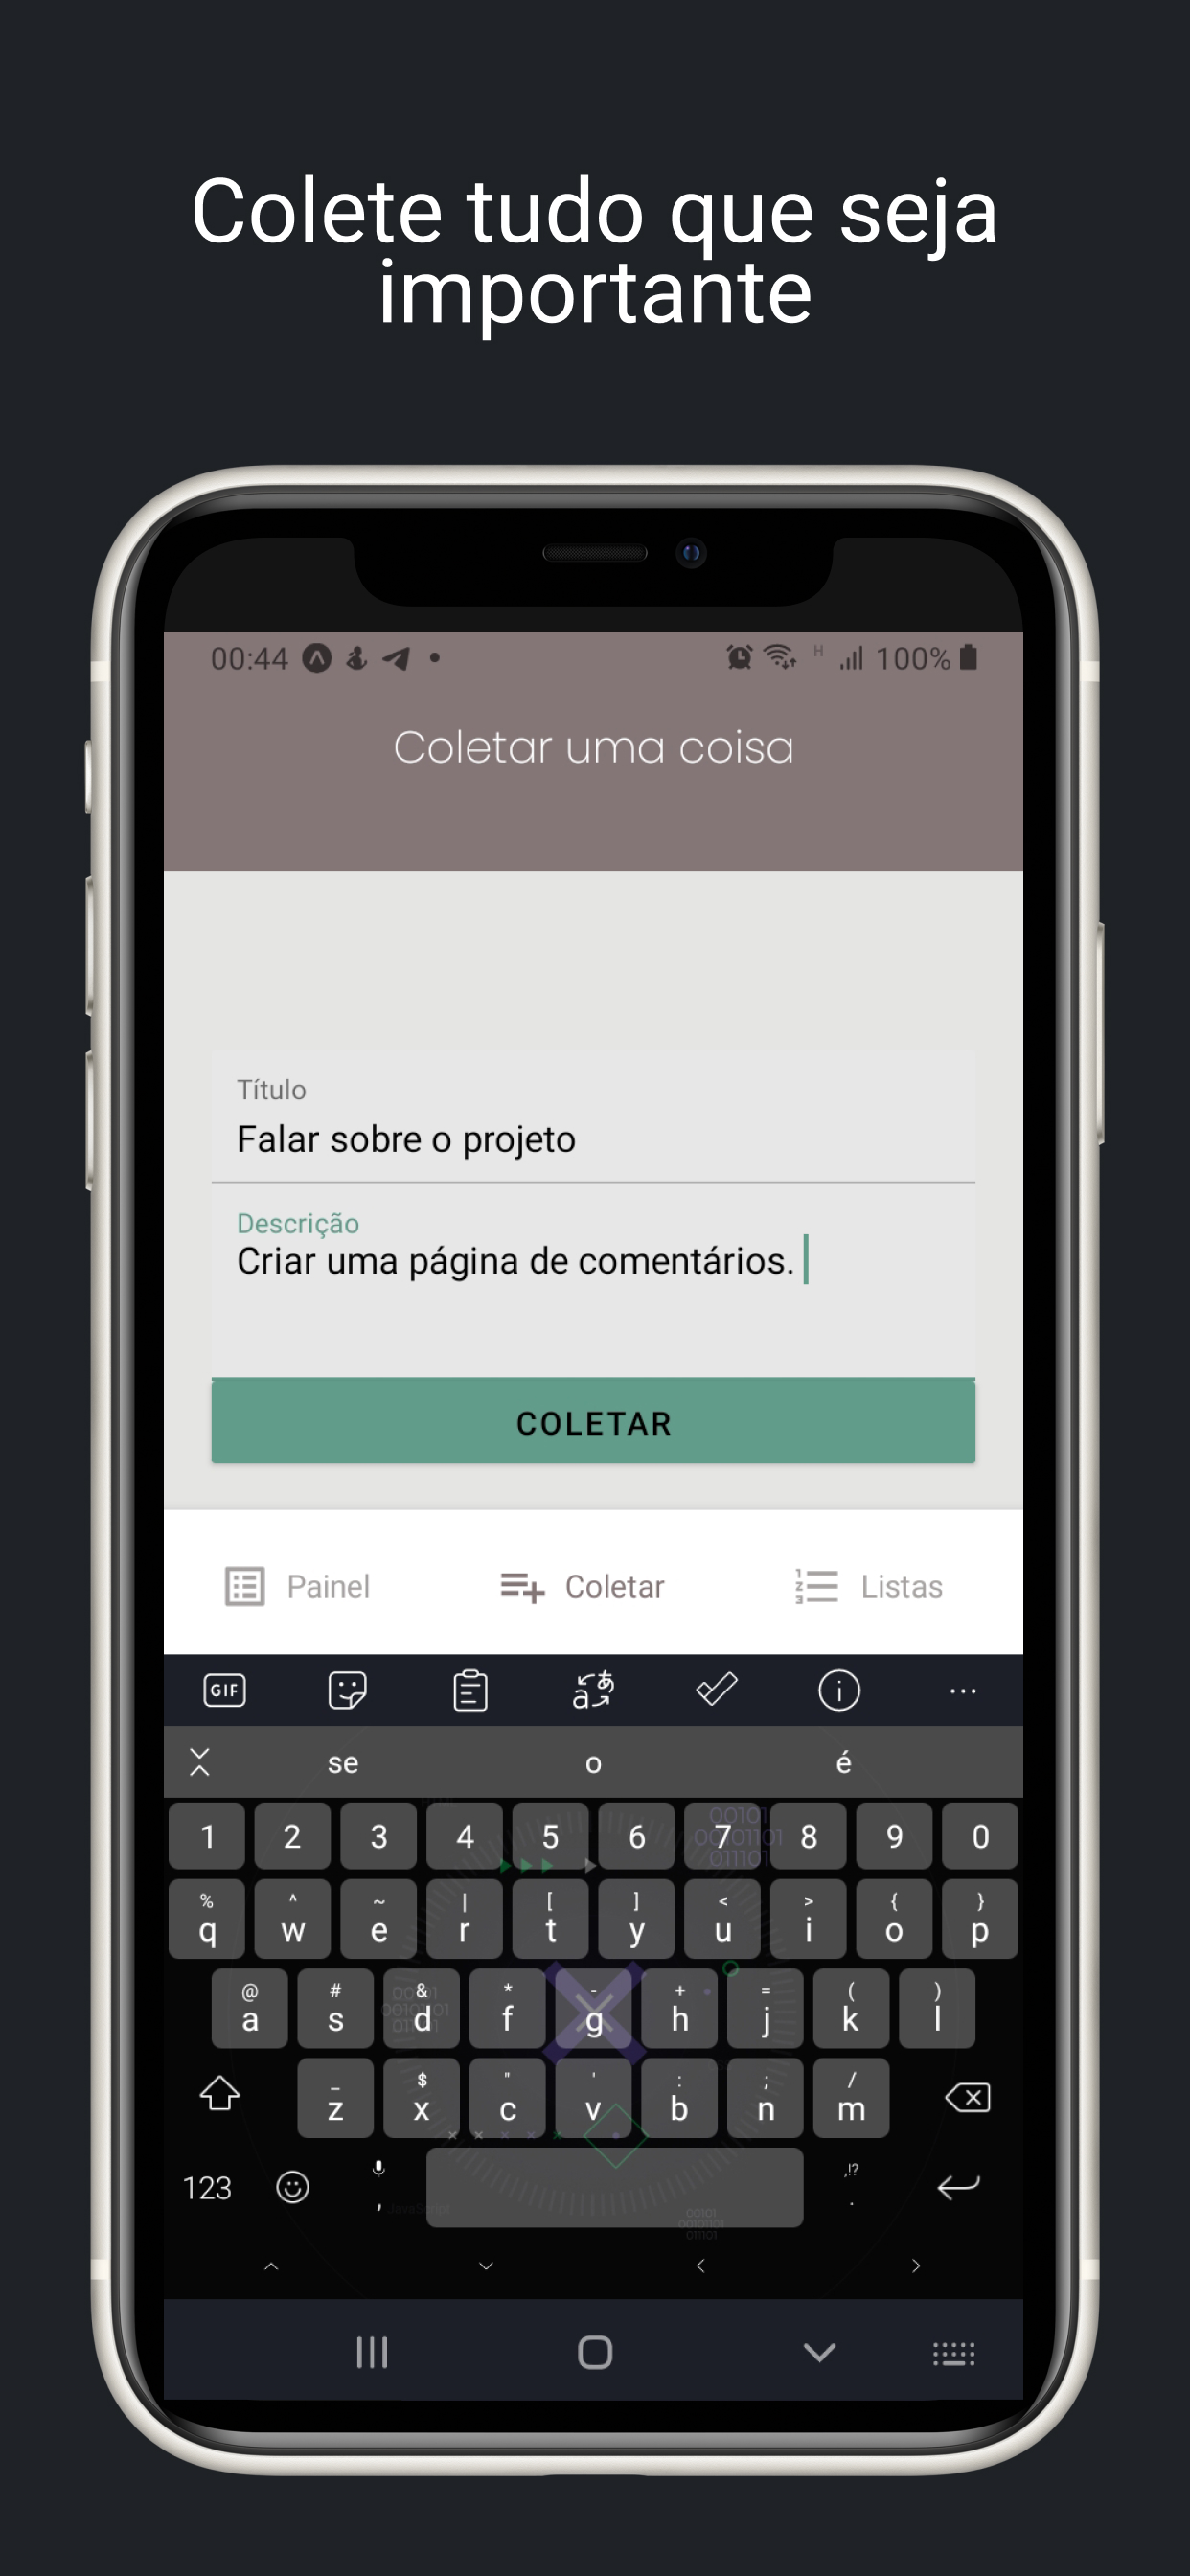 Colete tudo que seja
importante
00:44 H 100%
Coletar uma coisa
Título
Falar sobre o projeto
Descrição
Criar uma página de comentários.
COLETAR
Painel Coletar Listas
GIF
se o é
1 2 3 4 5 6 7 8 9 0
% ^ ~ | [ ] < > { }
q w e r t y u i o p
@ # & * - + = ( )
a s d f g h j k l
_ $ " ' : ; /
z x c v b n m
123 , ,!? .